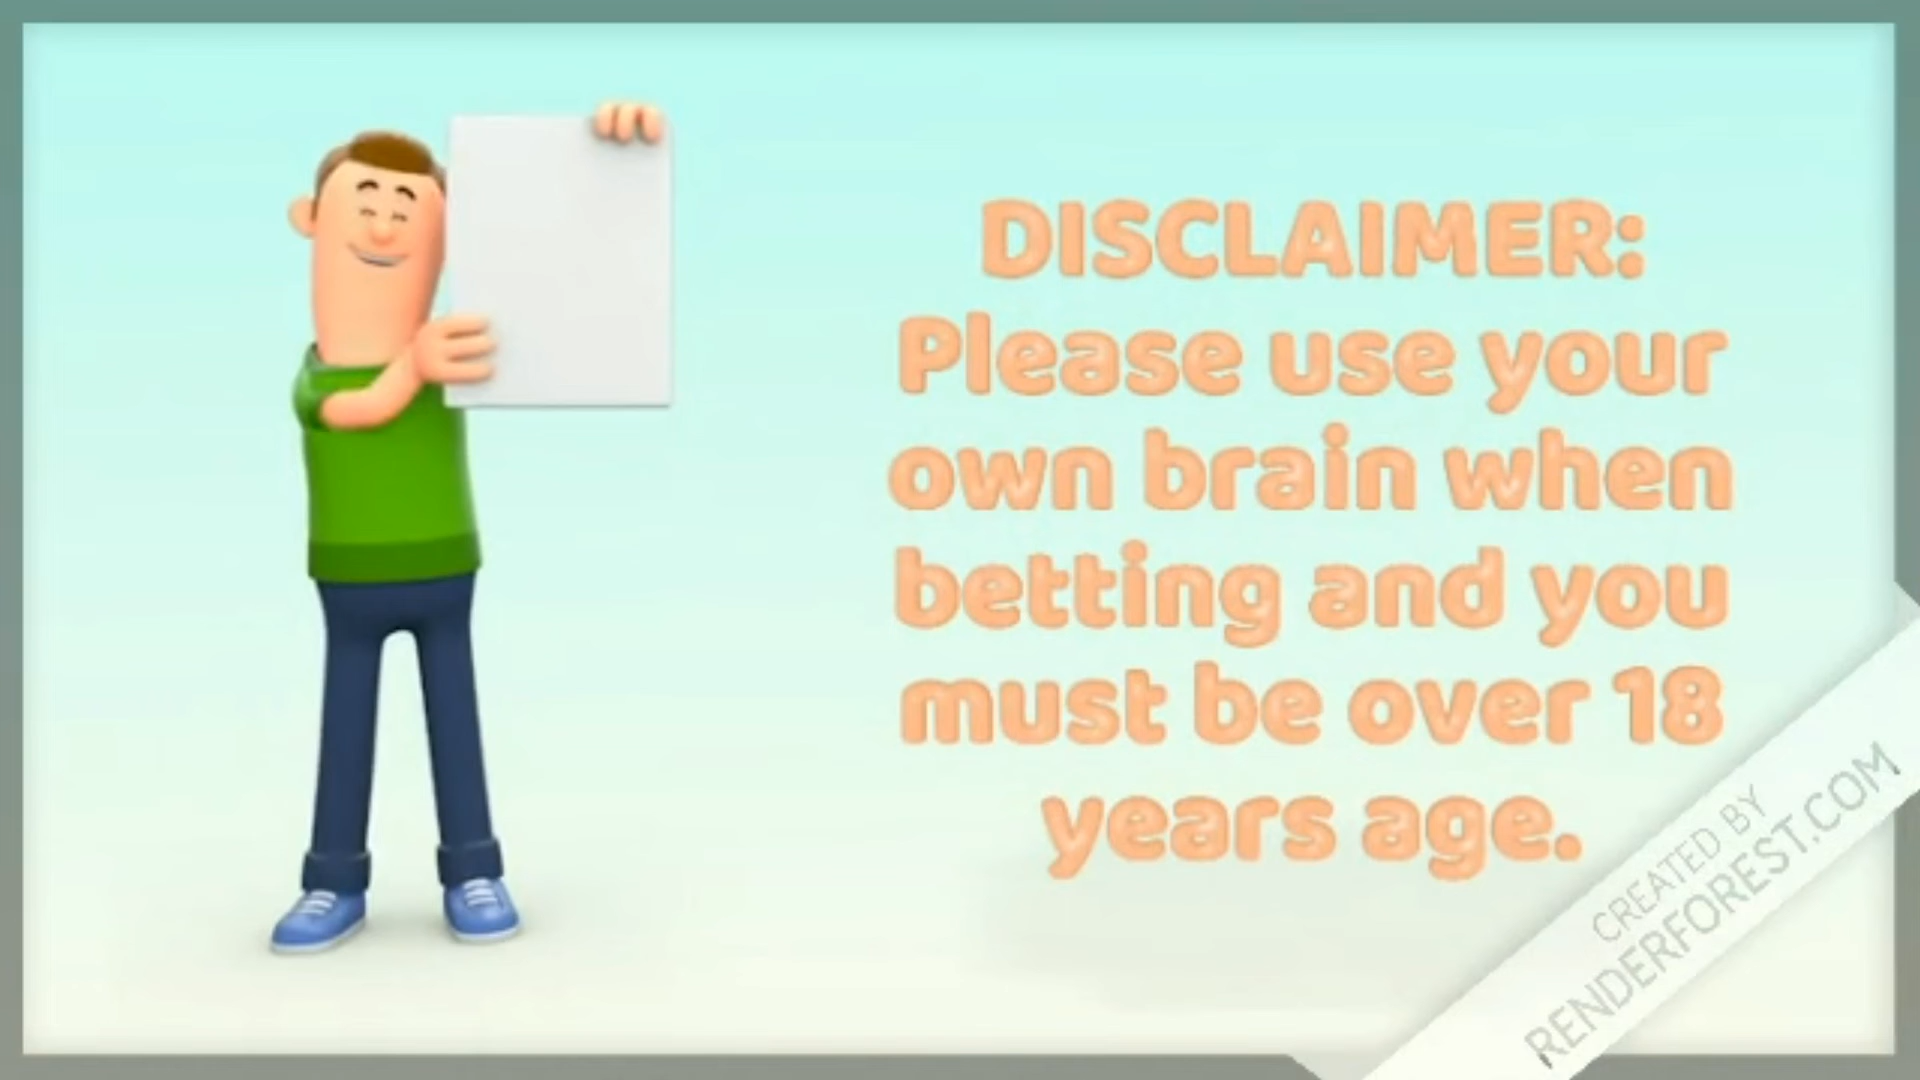 DISCLAIMER:
Please use your
own brain when
betting and you
must be over 18
years age.
CREATED BY
RENDERFOREST.COM